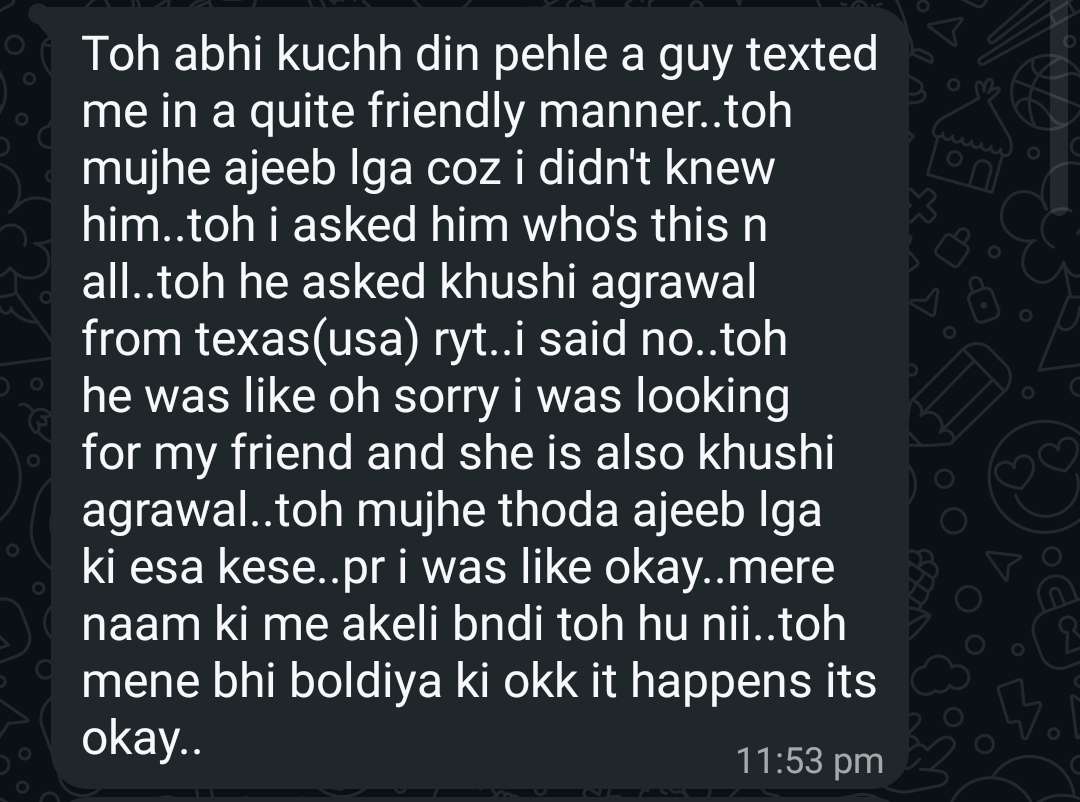 Toh abhi kuchh din pehle a guy texted
me in a quite friendly manner..toh
mujhe ajeeb lga coz i didn't knew
him..toh i asked him who's this n
all..toh he asked khushi agrawal
from texas(usa) ryt..i said no..toh
he was like oh sorry i was looking
for my friend and she is also khushi
agrawal..toh mujhe thoda ajeeb lga
ki esa kese..pr i was like okay..mere
naam ki me akeli bndi toh hu nii..toh
mene bhi boldiya ki okk it happens its
okay..
11:53 pm